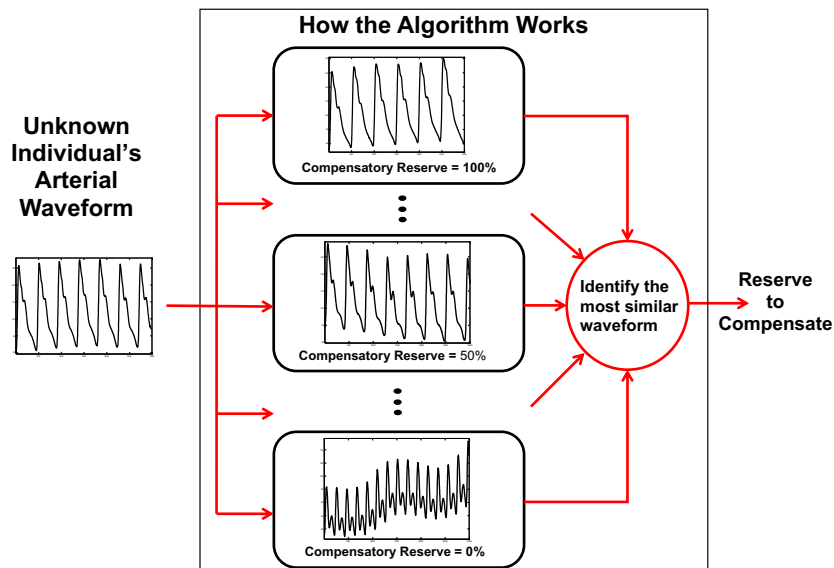 How the Algorithm Works
Unknown
Individual's
Arterial
Waveform
Compensatory Reserve = 100%
Compensatory Reserve = 50%
Compensatory Reserve = 0%
Identify the
most similar
waveform
Reserve
to
Compensate